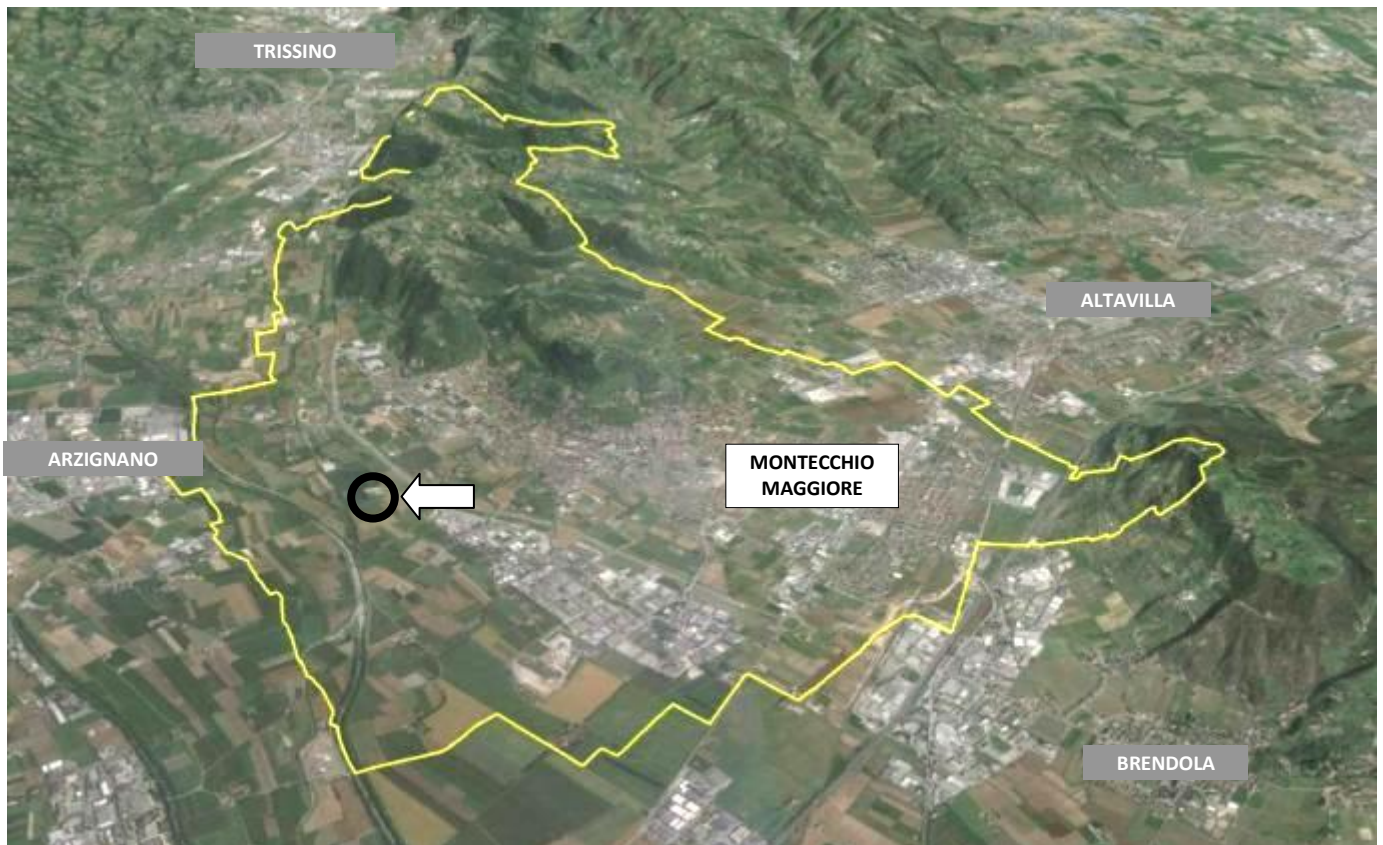 TRISSINO
ALTAVILLA
ARZIGNANO
MONTECCHIO
MAGGIORE
BRENDOLA